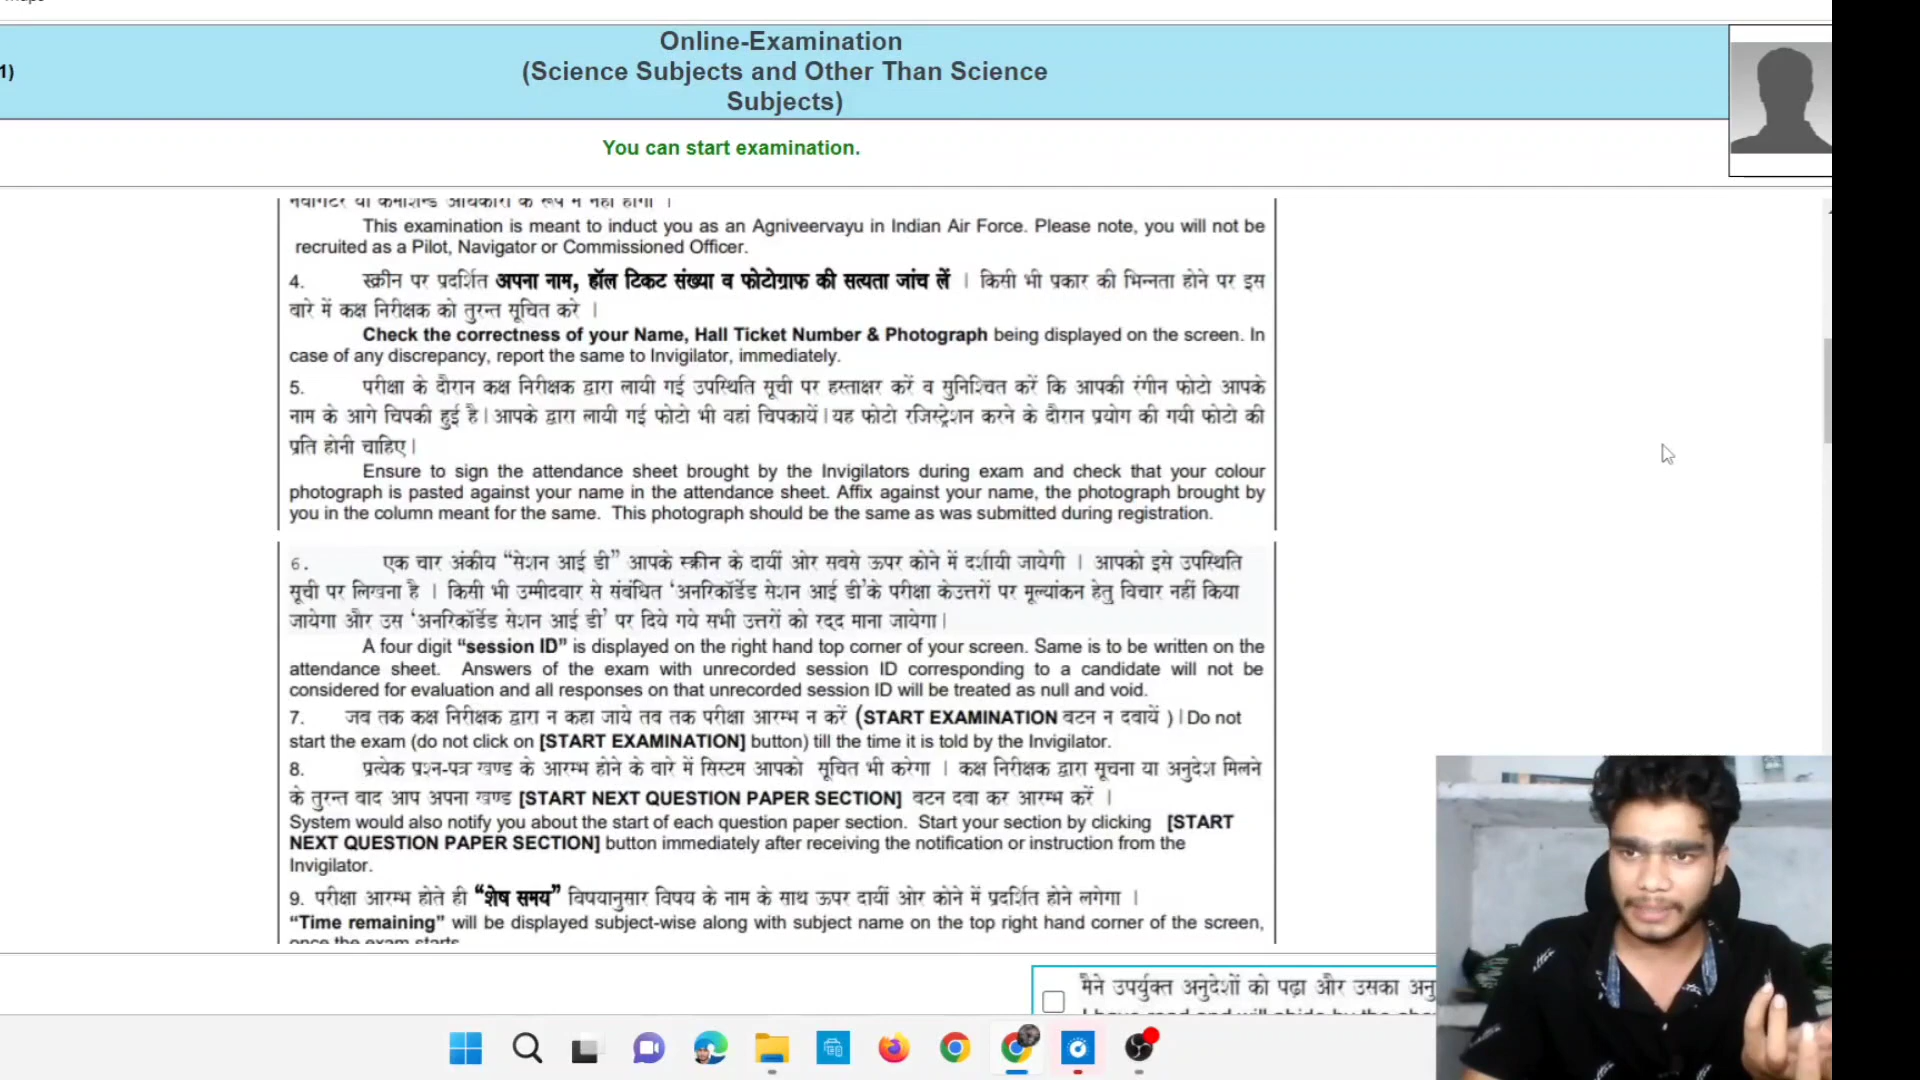 1)
Online-Examination
(Science Subjects and Other Than Science
Subjects)
You can start examination.
This examination is meant to induct you as an Agniveervayu in Indian Air Force. Please note, you will not be
recruited as a Pilot, Navigator or Commissioned Officer.
4. स्क्रीन पर प्रदर्शित अपना नाम, हॉल टिकट संख्या व फोटोग्राफ की सत्यता जांच लें । किसी भी प्रकार की भिन्नता होने पर इस
बारे में कक्ष निरीक्षक को तुरन्त सूचित करे ।
Check the correctness of your Name, Hall Ticket Number & Photograph being displayed on the screen. In
case of any discrepancy, report the same to Invigilator, immediately.
5. परीक्षा के दौरान कक्ष निरीक्षक द्वारा लायी गई उपस्थिति सूची पर हस्ताक्षर करें व सुनिश्चित करें कि आपकी रंगीन फोटो आपके
नाम के आगे चिपकी हुई है। आपके द्वारा लायी गई फोटो भी वहां चिपकायें। यह फोटो रजिस्ट्रेशन करने के दौरान प्रयोग की गयी फोटो की
प्रति होनी चाहिए।
Ensure to sign the attendance sheet brought by the Invigilators during exam and check that your colour
photograph is pasted against your name in the attendance sheet. Affix against your name, the photograph brought by
you in the column meant for the same. This photograph should be the same as was submitted during registration.
6. एक चार अंकीय “सेशन आई डी” आपके स्क्रीन के दायीं ओर सबसे ऊपर कोने में दर्शायी जायेगी । आपको इसे उपस्थिति
सूची पर लिखना है । किसी भी उम्मीदवार से संबंधित ‘अनरिकॉर्डेड सेशन आई डी’के परीक्षा केउत्तरों पर मूल्यांकन हेतु विचार नहीं किया
जायेगा और उस ‘अनरिकॉर्डेड सेशन आई डी’ पर दिये गये सभी उत्तरों को रदद माना जायेगा।
A four digit “session ID” is displayed on the right hand top corner of your screen. Same is to be written on the
attendance sheet. Answers of the exam with unrecorded session ID corresponding to a candidate will not be
considered for evaluation and all responses on that unrecorded session ID will be treated as null and void.
7. जब तक कक्ष निरीक्षक द्वारा न कहा जाये तब तक परीक्षा आरम्भ न करें (START EXAMINATION बटन न दबायें )। Do not
start the exam (do not click on [START EXAMINATION] button) till the time it is told by the Invigilator.
8. प्रत्येक प्रश्न-पत्र खण्ड के आरम्भ होने के बारे में सिस्टम आपको सूचित भी करेगा । कक्ष निरीक्षक द्वारा सूचना या अनुदेश मिलने
के तुरन्त बाद आप अपना खण्ड [START NEXT QUESTION PAPER SECTION] बटन दबा कर आरम्भ करें ।
System would also notify you about the start of each question paper section. Start your section by clicking [START
NEXT QUESTION PAPER SECTION] button immediately after receiving the notification or instruction from the
Invigilator.
9. परीक्षा आरम्भ होते ही “शेष समय” विषयानुसार विषय के नाम के साथ ऊपर दायीं ओर कोने में प्रदर्शित होने लगेगा ।
“Time remaining” will be displayed subject-wise along with subject name on the top right hand corner of the screen,
once the exam starts
मैने उपर्युक्त अनुदेशों को पढ़ा और उसका अनु
I have read and will abide by the